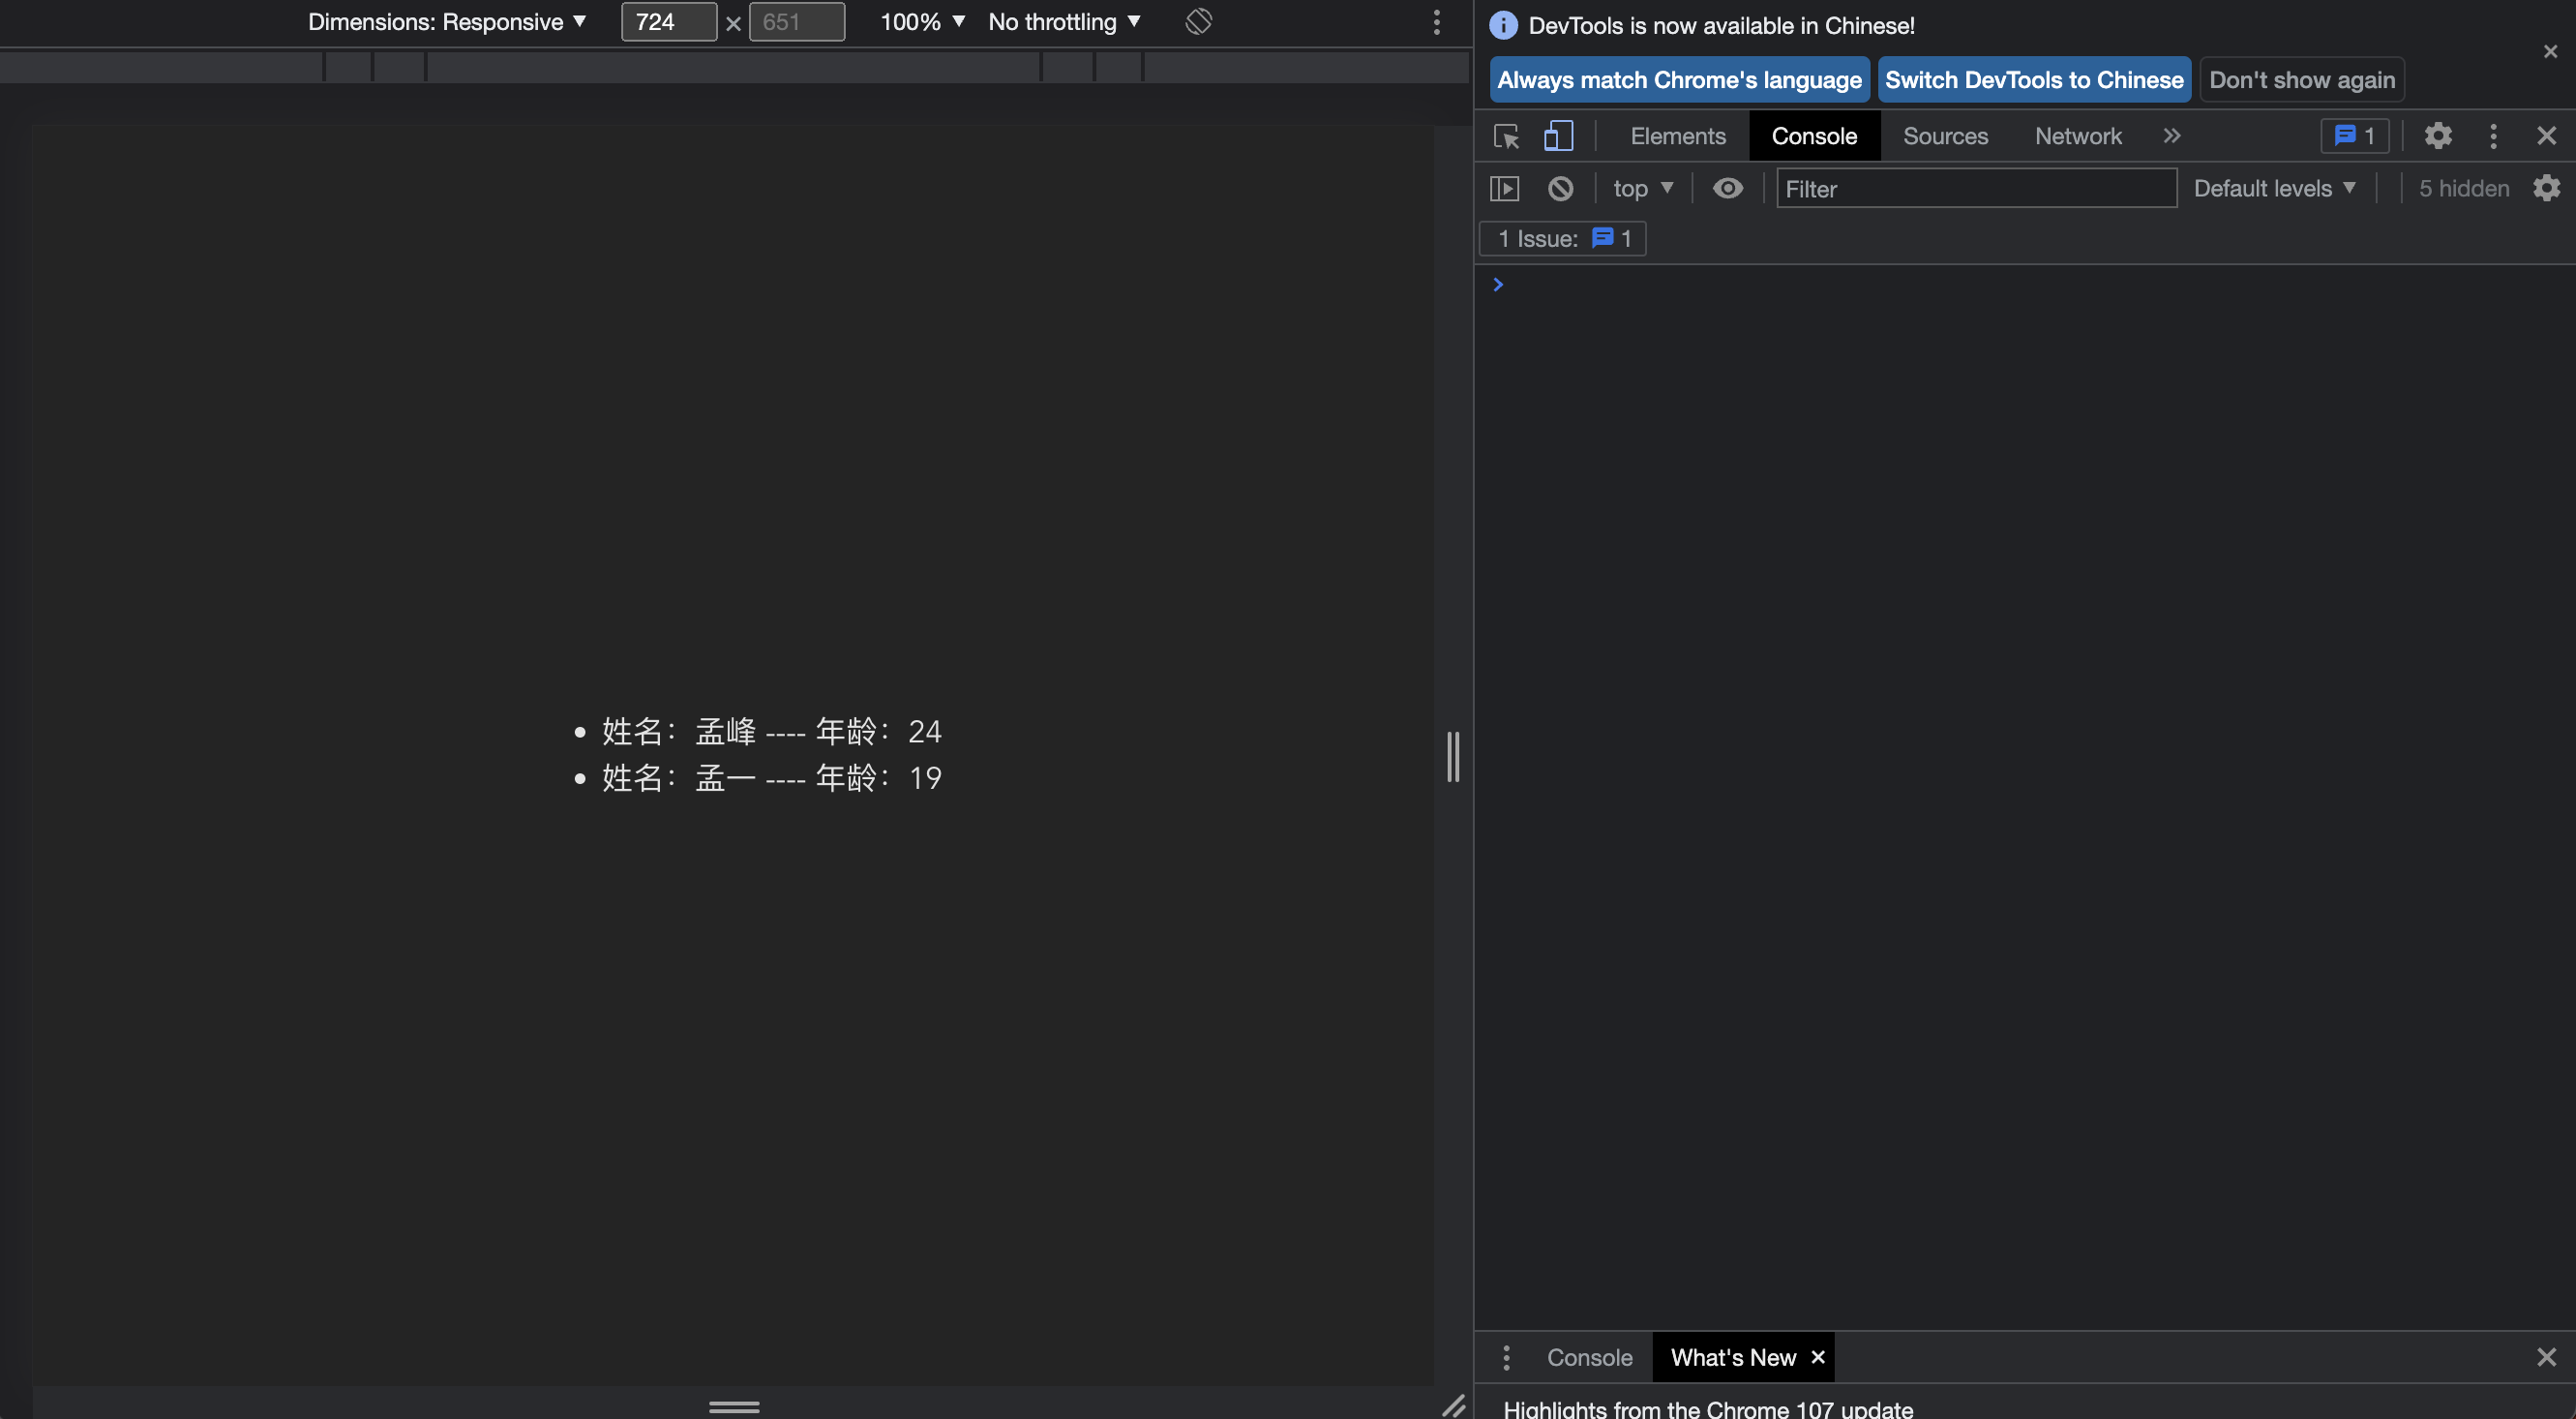 Dimensions: Responsive ▼ 724 × 651 100% ▼ No throttling ▼
DevTools is now available in Chinese!
Always match Chrome's language Switch DevTools to Chinese Don't show again
Elements Console Sources Network 1
top ▼ Filter Default levels ▼ 5 hidden
1 Issue: 1
姓名：孟峰 ---- 年龄：24
姓名：孟一 ---- 年龄：19
Console What's New
Highlights from the Chrome 107 update